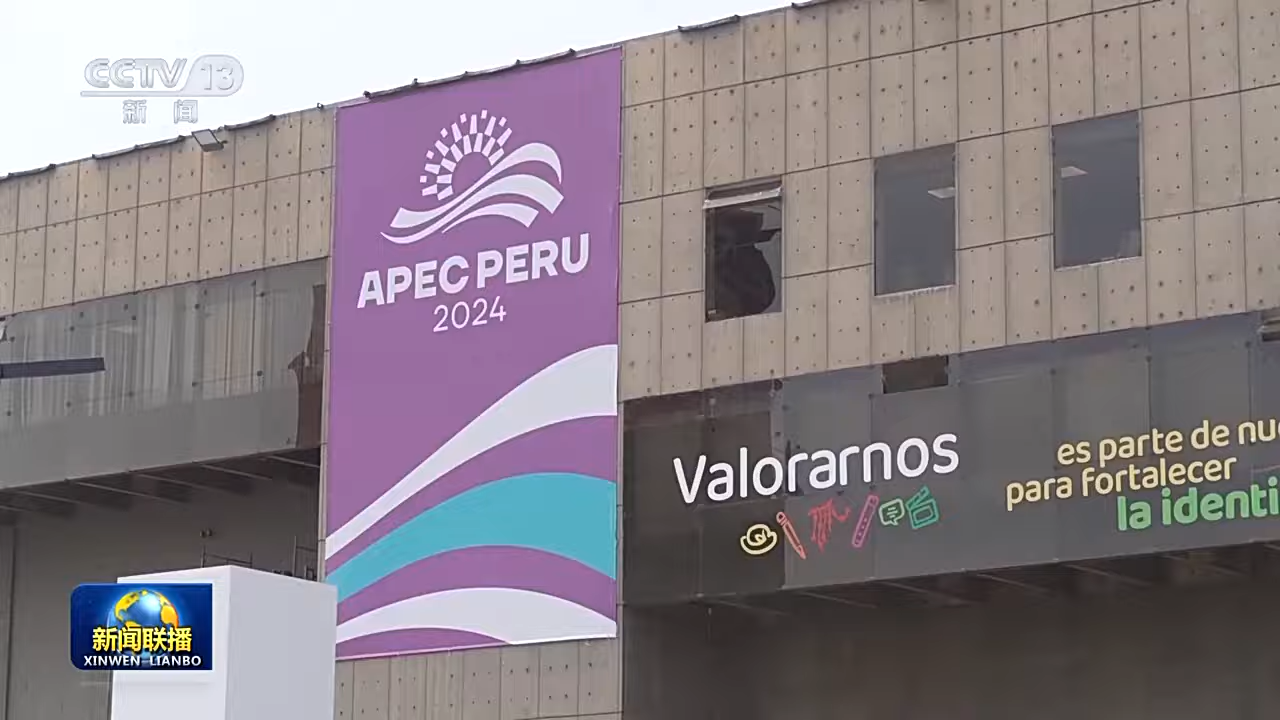 CCTV 13
新闻
APEC PERU
2024
Valorarnos
es parte de nu
para fortalecer
la identi
新闻联播
XINWEN LIANBO